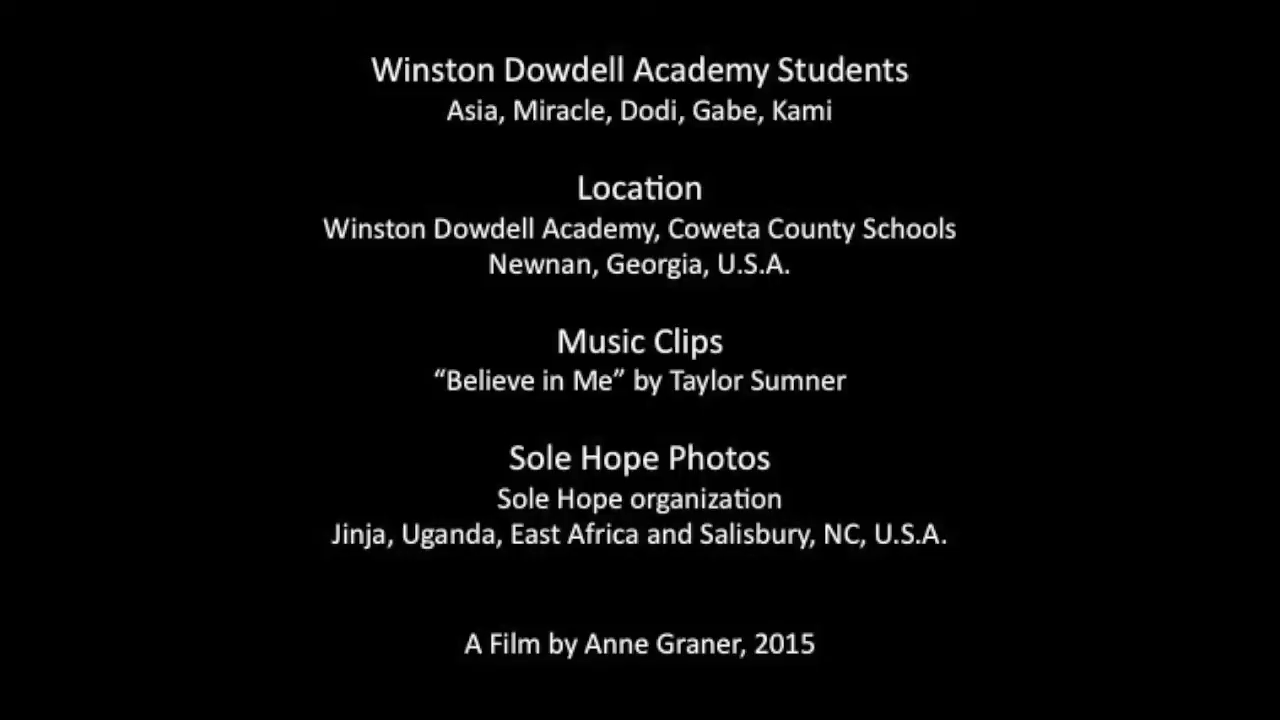 Winston Dowdell Academy Students
Asia, Miracle, Dodi, Gabe, Kami
Location
Winston Dowdell Academy, Coweta County Schools
Newnan, Georgia, U.S.A.
Music Clips
“Believe in Me” by Taylor Sumner
Sole Hope Photos
Sole Hope organization
Jinja, Uganda, East Africa and Salisbury, NC, U.S.A.
A Film by Anne Graner, 2015